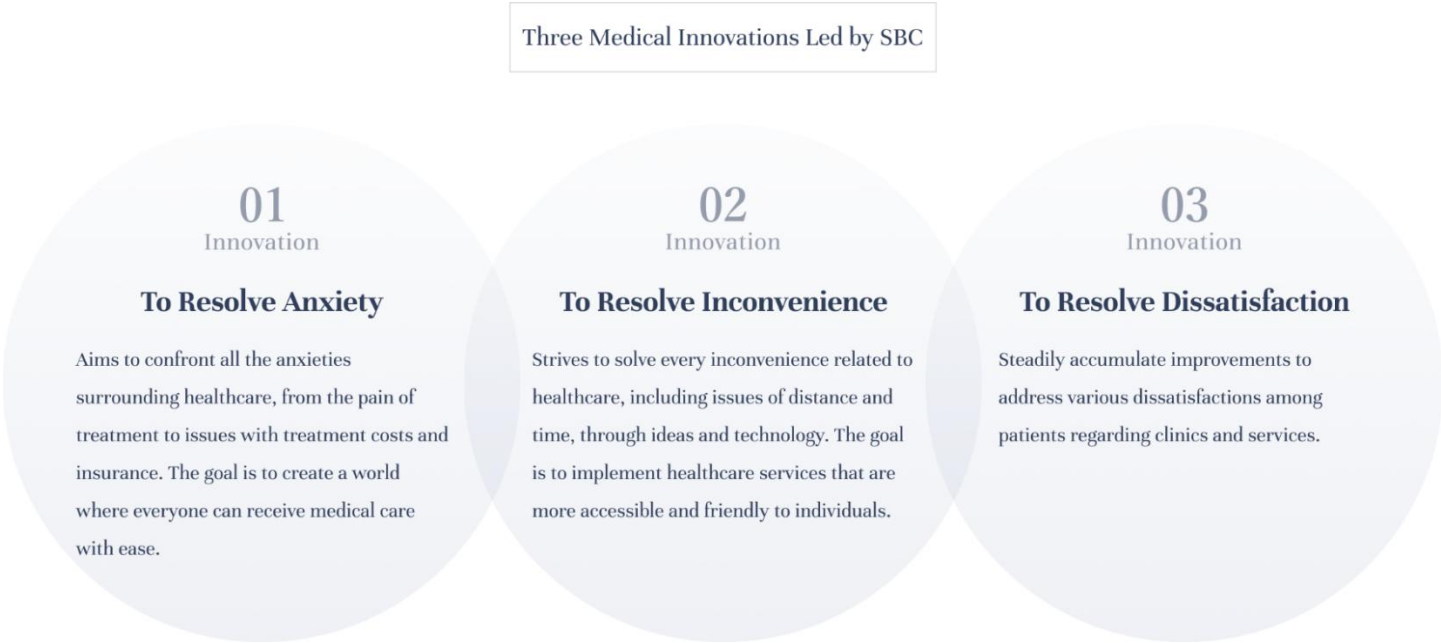 Three Medical Innovations Led by SBC
01
Innovation
To Resolve Anxiety
Aims to confront all the anxieties
surrounding healthcare, from the pain of
treatment to issues with treatment costs and
insurance. The goal is to create a world
where everyone can receive medical care
with ease.
02
Innovation
To Resolve Inconvenience
Strives to solve every inconvenience related to
healthcare, including issues of distance and
time, through ideas and technology. The goal
is to implement healthcare services that are
more accessible and friendly to individuals.
03
Innovation
To Resolve Dissatisfaction
Steadily accumulate improvements to
address various dissatisfactions among
patients regarding clinics and services.